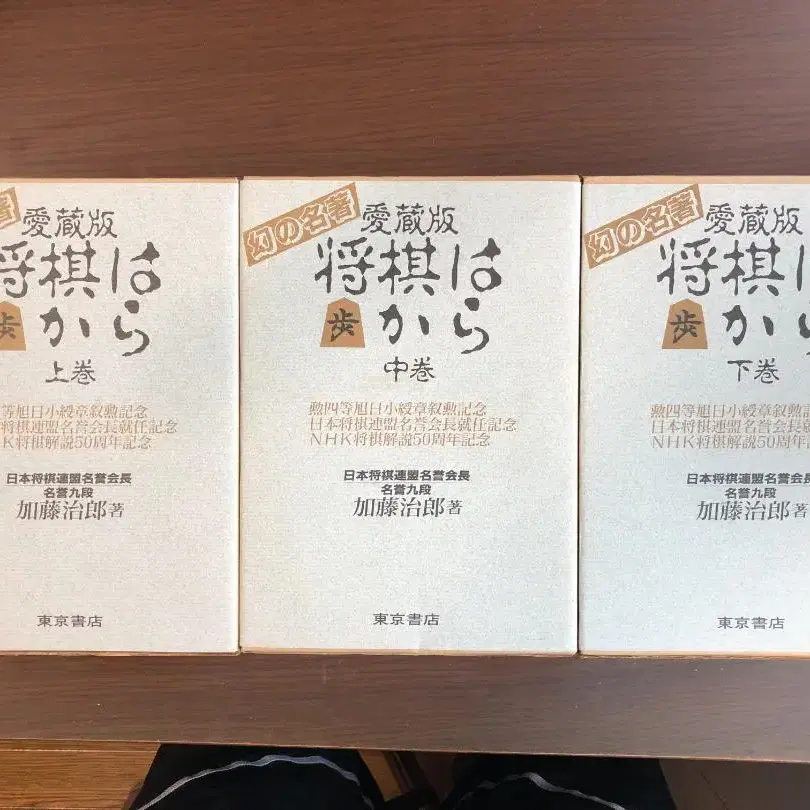 著
愛蔵版
将棋は
歩から
上巻
等旭日小綬章叙勲記念
将棋連盟名誉会長就任記念
K将棋解説50周年記念
日本将棋連盟名誉会長
名誉九段
加藤治郎著
東京書店
幻の名著
愛蔵版
将棋は
歩から
中巻
勲四等旭日小綬章叙勲記念
日本将棋連盟名誉会長就任記念
NHK将棋解説50周年記念
日本将棋連盟名誉会長
名誉九段
加藤治郎著
東京書店
幻の名著
愛蔵版
将棋は
歩から
下巻
勲四等旭日小綬章叙勲
日本将棋連盟名誉会長就
NHK将棋解説50周年記
日本将棋連盟名誉
名誉九段
加藤治郎
東京書店